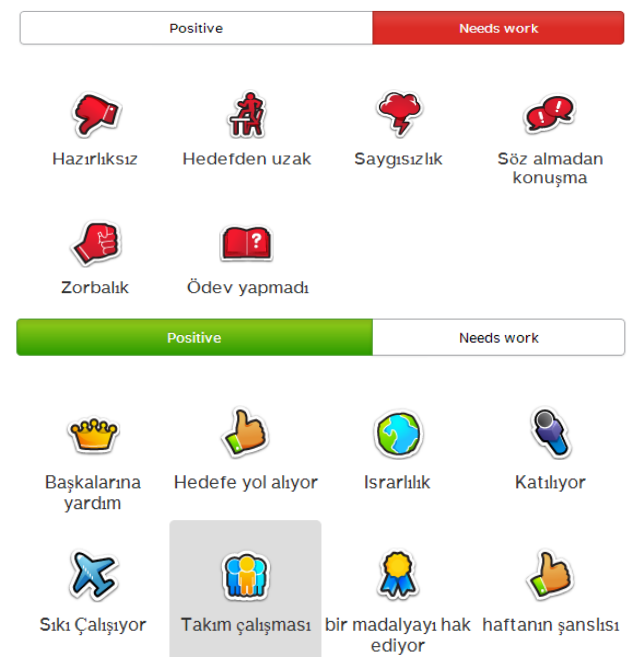 Positive Needs work
Hazırlıksız Hedefden uzak Saygısızlık Söz almadan
konuşma
Zorbalık Ödev yapmadı
Positive Needs work
Başkalarına Hedefe yol alıyor Israrlılık Katılıyor
yardım
Sıkı Çalışıyor Takım çalışması bir madalyayı hak haftanın şanslısı
ediyor